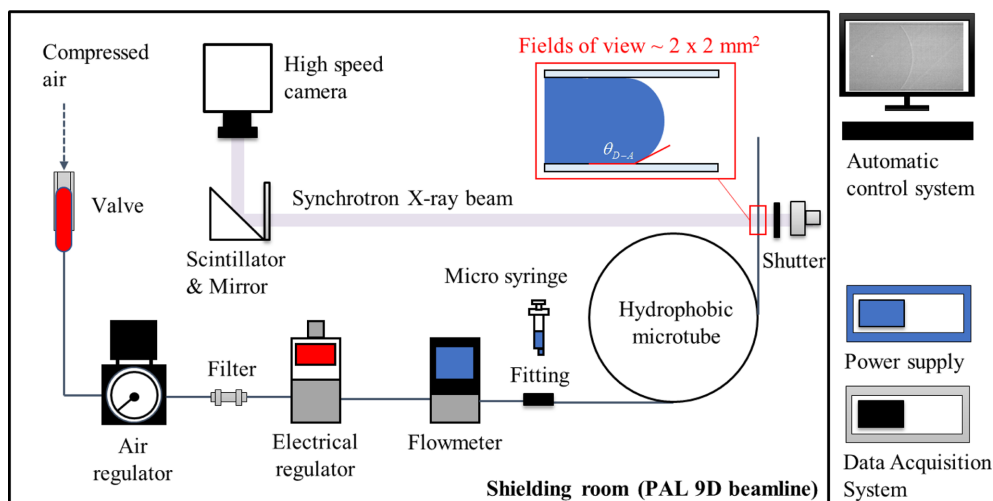 Compressed
air
High speed
camera
Fields of view ~ 2 x 2 mm²
θD−A
Automatic
control system
Valve
Synchrotron X-ray beam
Scintillator
& Mirror
Shutter
Micro syringe
Hydrophobic
microtube
Filter
Fitting
Power supply
Air
regulator
Electrical
regulator
Flowmeter
Data Acquisition
System
Shielding room (PAL 9D beamline)